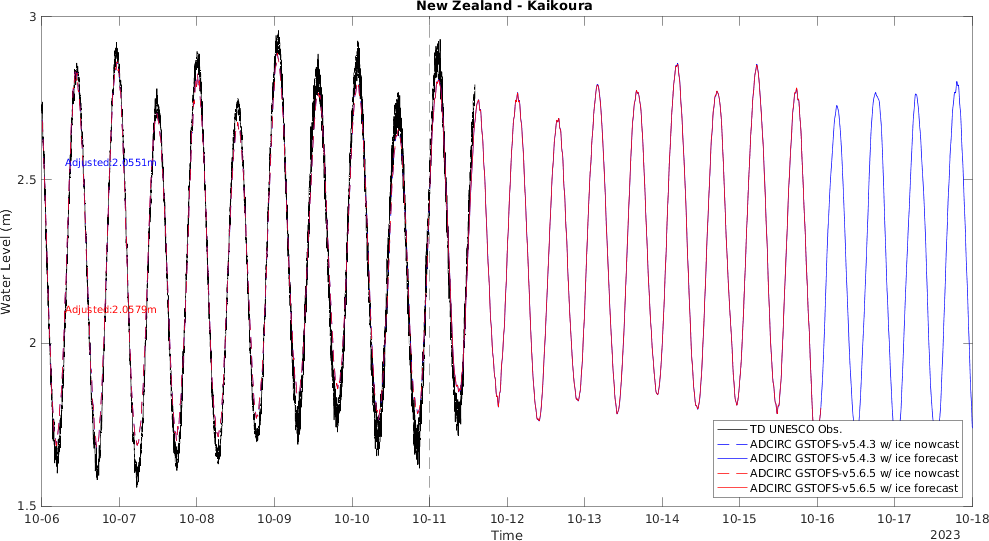 New Zealand - Kaikoura
3
2.5
2
1.5
Water Level (m)
Adjusted:2.0551m
Adjusted:2.0579m
TD UNESCO Obs.
ADCIRC GSTOFS-v5.4.3 w/ ice nowcast
ADCIRC GSTOFS-v5.4.3 w/ ice forecast
ADCIRC GSTOFS-v5.6.5 w/ ice nowcast
ADCIRC GSTOFS-v5.6.5 w/ ice forecast
10-06 10-07 10-08 10-09 10-10 10-11 10-12 10-13 10-14 10-15 10-16 10-17 10-18
Time
2023